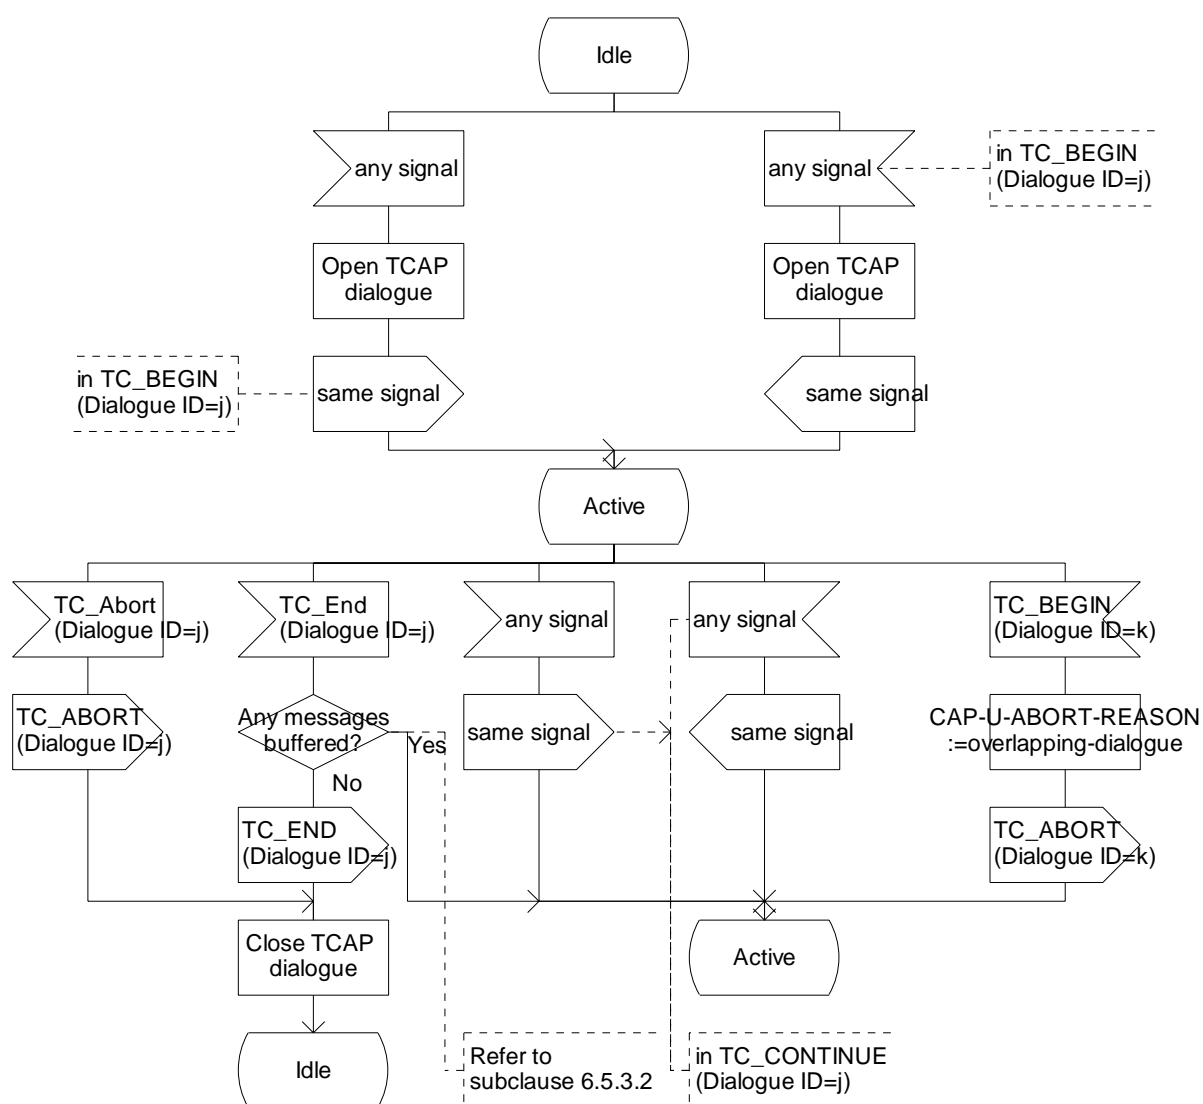 Idle
any signal
any signal
in TC_BEGIN
(Dialogue ID=j)
Open TCAP
dialogue
Open TCAP
dialogue
in TC_BEGIN
(Dialogue ID=j)
same signal
same signal
Active
TC_Abort
(Dialogue ID=j)
TC_End
(Dialogue ID=j)
any signal
any signal
TC_BEGIN
(Dialogue ID=k)
TC_ABORT
(Dialogue ID=j)
Any messages
buffered?
Yes
No
same signal
same signal
CAP-U-ABORT-REASON
:=overlapping-dialogue
TC_END
(Dialogue ID=j)
TC_ABORT
(Dialogue ID=k)
Close TCAP
dialogue
Active
Idle
Refer to
subclause 6.5.3.2
in TC_CONTINUE
(Dialogue ID=j)